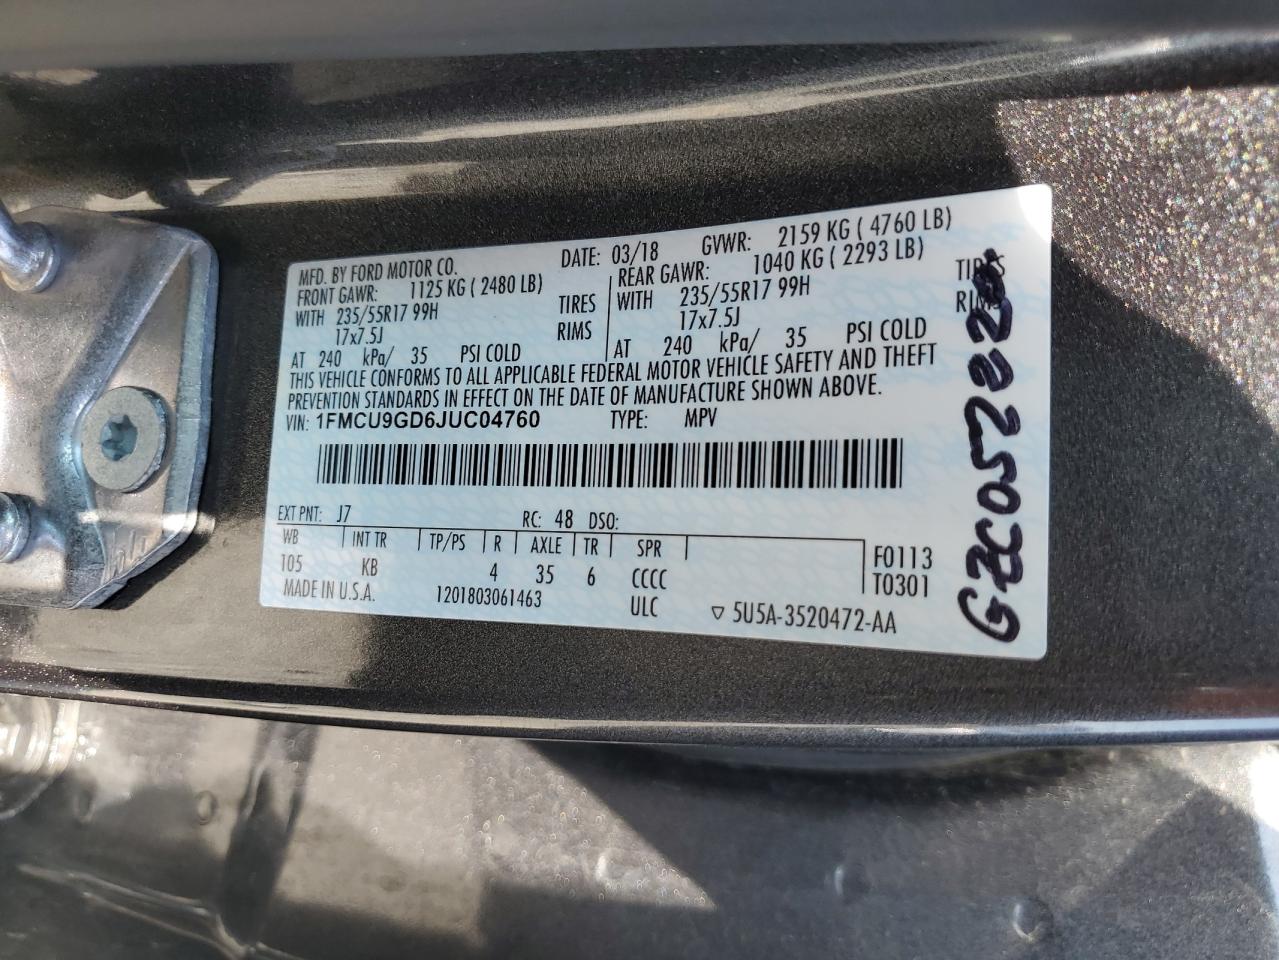 MFD. BY FORD MOTOR CO. DATE: 03/18 GVWR: 2159 KG ( 4760 LB)
FRONT GAWR: 1125 KG ( 2480 LB) REAR GAWR: 1040 KG ( 2293 LB)
WITH 235/55R17 99H TIRES WITH 235/55R17 99H TIRES
17x7.5J RIMS 17x7.5J RIMS
AT 240 kPa/ 35 PSI COLD AT 240 kPa/ 35 PSI COLD
THIS VEHICLE CONFORMS TO ALL APPLICABLE FEDERAL MOTOR VEHICLE SAFETY AND THEFT
PREVENTION STANDARDS IN EFFECT ON THE DATE OF MANUFACTURE SHOWN ABOVE.
VIN: 1FMCU9GD6JUC04760 TYPE: MPV
EXT PNT: J7 RC: 48 DSO:
WB INT TR TP/PS R AXLE TR SPR F0113
105 KB 4 35 6 CCCC T0301
MADE IN U.S.A. 1201803061463 ULC ▽ 5U5A-3520472-AA